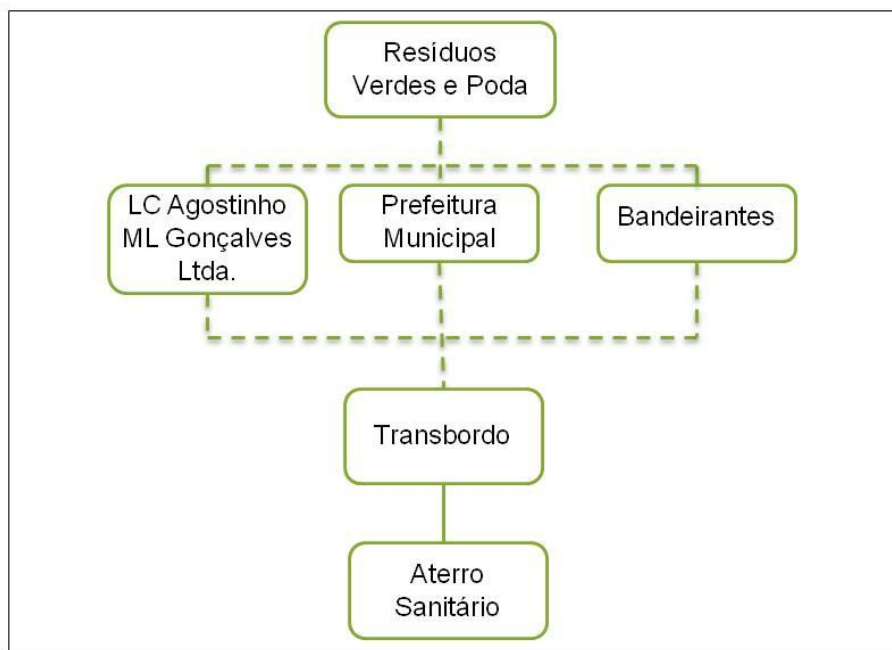 Resíduos
Verdes e Poda
LC Agostinho
ML Gonçalves
Ltda.
Prefeitura
Municipal
Bandeirantes
Transbordo
Aterro
Sanitário